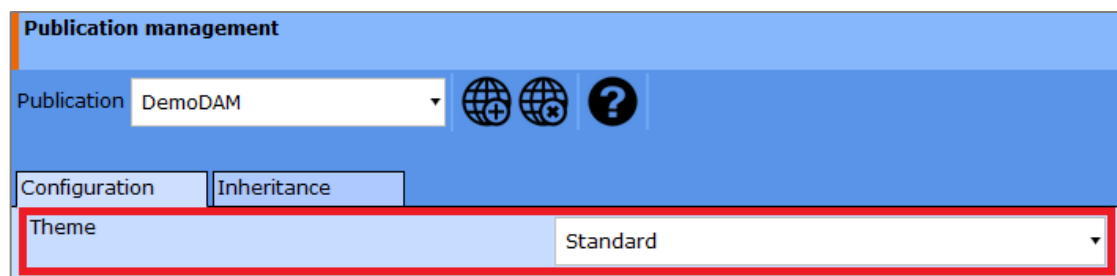 Publication management
Publication DemoDAM
Configuration Inheritance
Theme Standard